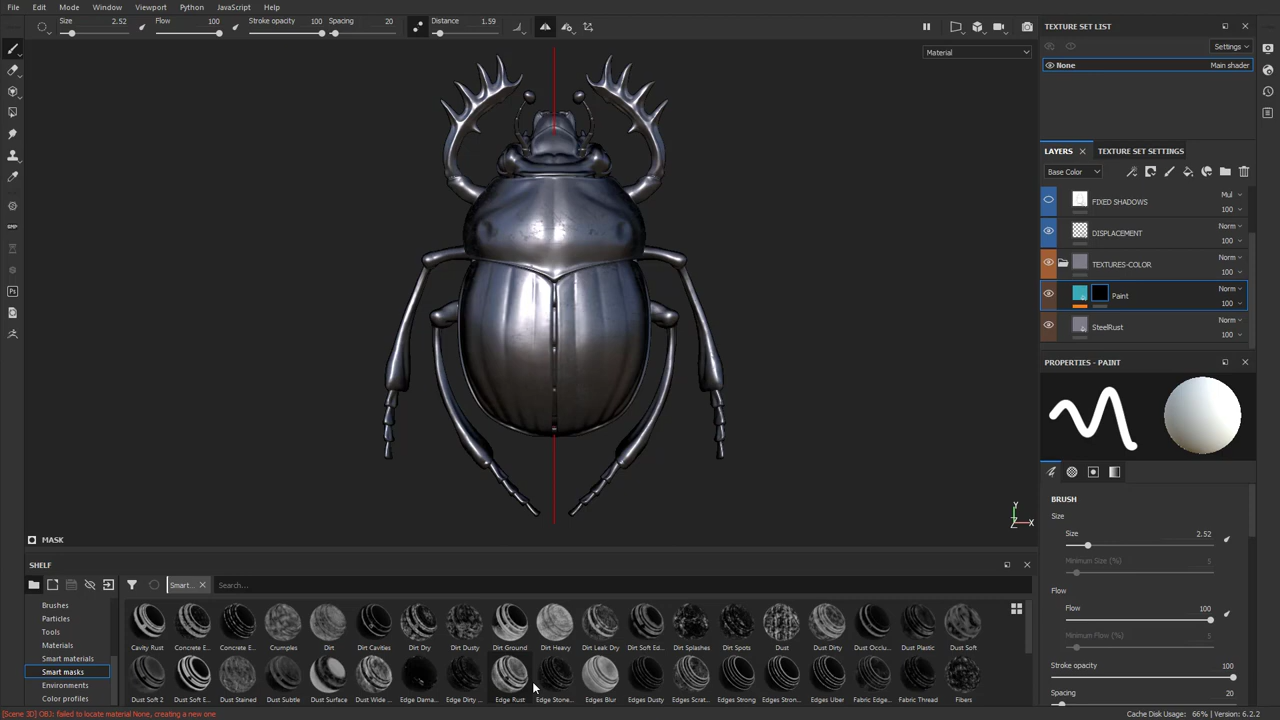 File Edit Mode Window Viewport Python JavaScript Help
Size 2.52 Flow 100 Stroke opacity 100 Spacing 20 Distance 1.59
Material
TEXTURE SET LIST
Settings
None Main shader
LAYERS TEXTURE SET SETTINGS
Base Color
FIXED SHADOWS Mul 100
DISPLACEMENT Norm 100
TEXTURES-COLOR Norm 100
Paint Norm 100
SteelRust Norm 100
PROPERTIES - PAINT
BRUSH
Size
Size 2.52
Minimum Size (%) 5
Flow
Flow 100
Minimum Flow (%) 5
Stroke opacity 100
Spacing 20
Y
Z X
MASK
SHELF
Smart... Search...
Brushes
Particles
Tools
Materials
Smart materials
Smart masks
Environments
Color profiles
Cavity Rust Concrete E... Concrete E... Crumples Dirt Dirt Cavities Dirt Dry Dirt Dusty Dirt Ground Dirt Heavy Dirt Leak Dry Dirt Soft Ed... Dirt Splashes Dirt Spots Dust Dust Dirty Dust Occlu... Dust Plastic Dust Soft
Dust Soft 2 Dust Soft E... Dust Stained Dust Subtle Dust Surface Dust Wide ... Edge Dama... Edge Dirty ... Edge Rust Edge Stone... Edges Blur Edges Dusty Edges Scrat... Edges Strong Edges Strong Edges Uber Fabric Edge... Fabric Thread Fibers
[Scene 3D] OBJ: failed to locate material None, creating a new one
Cache Disk Usage: 66% | Version: 6.2.2